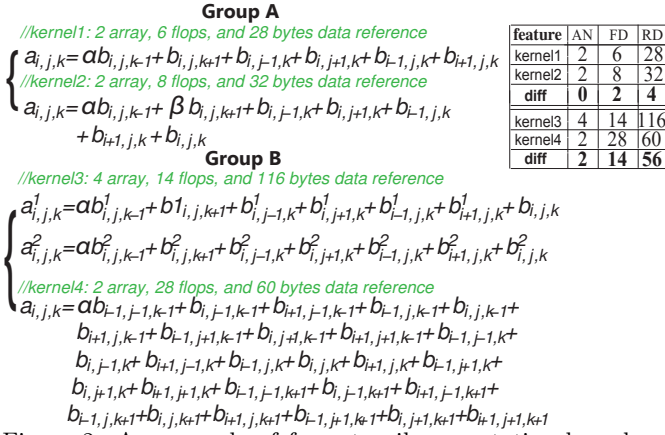 Group A
//kernel1: 2 array, 6 flops, and 28 bytes data reference
a_{i,j,k}=αb_{i,j,k-1}+b_{i,j,k+1}+b_{i,j-1,k}+b_{i,j+1,k}+b_{i-1,j,k}+b_{i+1,j,k}
//kernel2: 2 array, 8 flops, and 32 bytes data reference
a_{i,j,k}=αb_{i,j,k-1}+βb_{i,j,k+1}+b_{i,j-1,k}+b_{i,j+1,k}+b_{i-1,j,k}
+b_{i+1,j,k}+b_{i,j,k}
feature AN FD RD
kernel1 2 6 28
kernel2 2 8 32
diff 0 2 4
kernel3 4 14 116
kernel4 2 28 60
diff 2 14 56
Group B
//kernel3: 4 array, 14 flops, and 116 bytes data reference
a^1_{i,j,k}=αb^1_{i,j,k-1}+b1_{i,j,k+1}+b^1_{i,j-1,k}+b^1_{i,j+1,k}+b^1_{i-1,j,k}+b^1_{i+1,j,k}+b_{i,j,k}
a^2_{i,j,k}=αb^2_{i,j,k-1}+b^2_{i,j,k+1}+b^2_{i,j-1,k}+b^2_{i,j+1,k}+b^2_{i-1,j,k}+b^2_{i+1,j,k}+b^2_{i,j,k}
//kernel4: 2 array, 28 flops, and 60 bytes data reference
a_{i,j,k}=αb_{i-1,j-1,k-1}+b_{i,j-1,k-1}+b_{i+1,j-1,k-1}+b_{i-1,j,k-1}+b_{i,j,k-1}+
b_{i+1,j,k-1}+b_{i-1,j+1,k-1}+b_{i,j+1,k-1}+b_{i+1,j+1,k-1}+b_{i-1,j-1,k}+
b_{i,j-1,k}+b_{i+1,j-1,k}+b_{i-1,j,k}+b_{i,j,k}+b_{i+1,j,k}+b_{i-1,j+1,k}+
b_{i,j+1,k}+b_{i+1,j+1,k}+b_{i-1,j-1,k+1}+b_{i,j-1,k+1}+b_{i+1,j-1,k+1}+
b_{i-1,j,k+1}+b_{i,j,k+1}+b_{i+1,j,k+1}+b_{i-1,j+1,k+1}+b_{i,j+1,k+1}+b_{i+1,j+1,k+1}